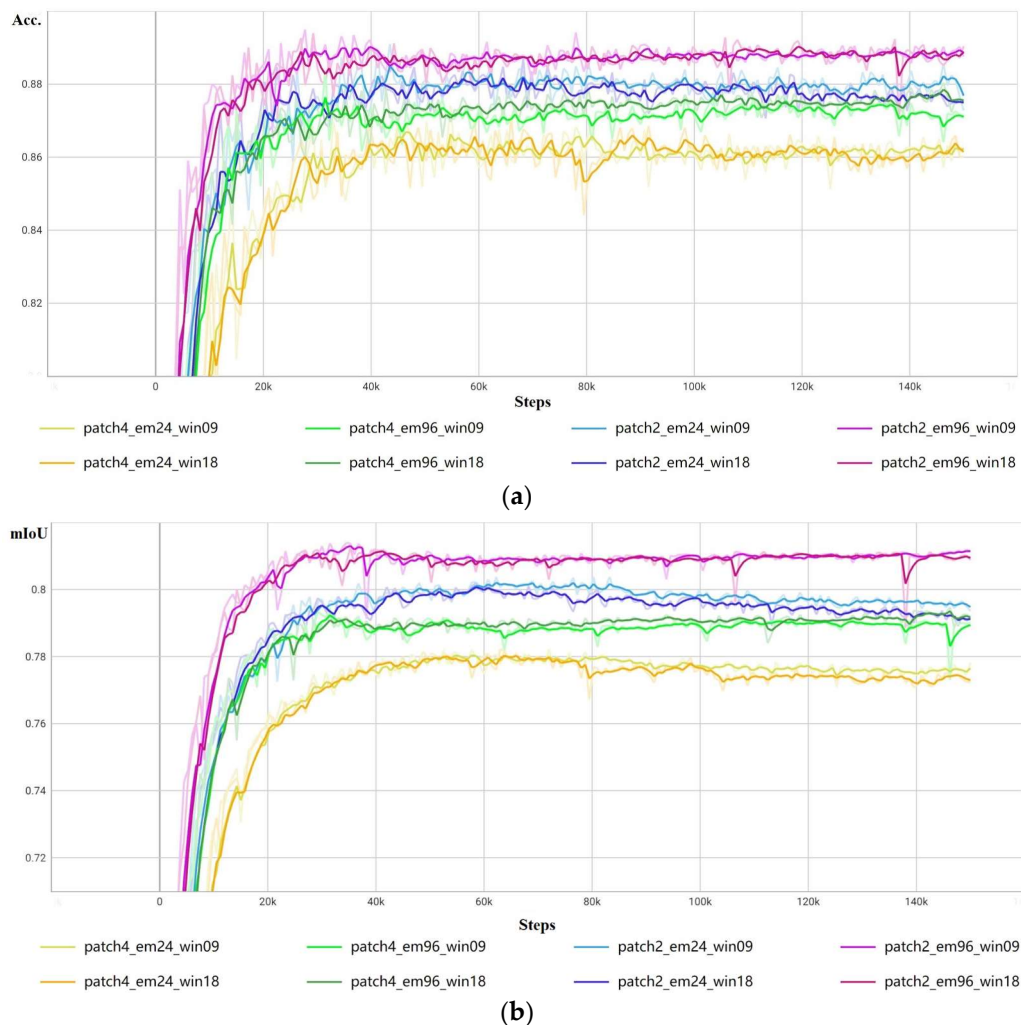 Acc.
0.88
0.86
0.84
0.82
0 20k 40k 60k 80k 100k 120k 140k
Steps
patch4_em24_win09 patch4_em96_win09 patch2_em24_win09 patch2_em96_win09
patch4_em24_win18 patch4_em96_win18 patch2_em24_win18 patch2_em96_win18
(a)
mIoU
0.8
0.78
0.76
0.74
0.72
0 20k 40k 60k 80k 100k 120k 140k
Steps
patch4_em24_win09 patch4_em96_win09 patch2_em24_win09 patch2_em96_win09
patch4_em24_win18 patch4_em96_win18 patch2_em24_win18 patch2_em96_win18
(b)